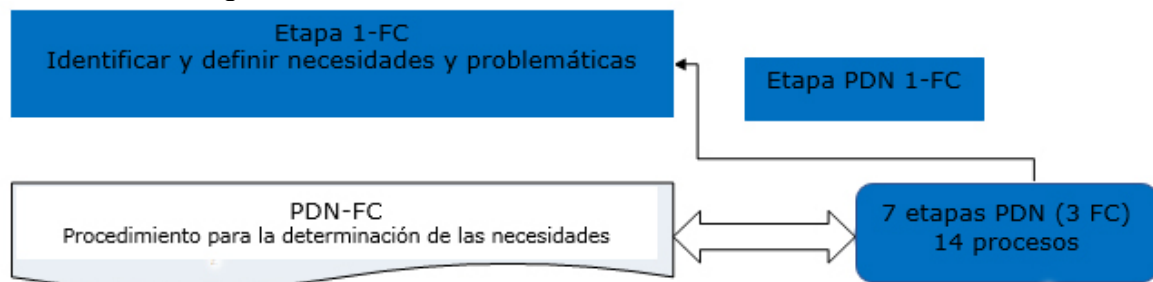 Etapa 1-FC
Identificar y definir necesidades y problemáticas
Etapa PDN 1-FC
PDN-FC
Procedimiento para la determinación de las necesidades
7 etapas PDN (3 FC)
14 procesos